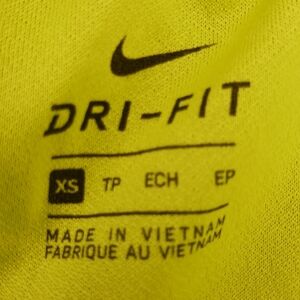 DRI-FIT
XS TP ECH EP
MADE IN VIETNAM
FABRIQUE AU VIETNAM